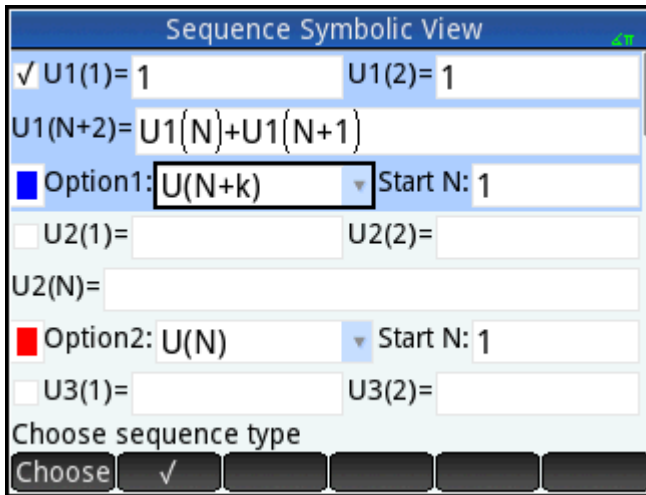 Sequence Symbolic View
∠π
√ U1(1)= 1 U1(2)= 1
U1(N+2)= U1(N)+U1(N+1)
Option1: U(N+k) Start N: 1
U2(1)= U2(2)=
U2(N)=
Option2: U(N) Start N: 1
U3(1)= U3(2)=
Choose sequence type
Choose √